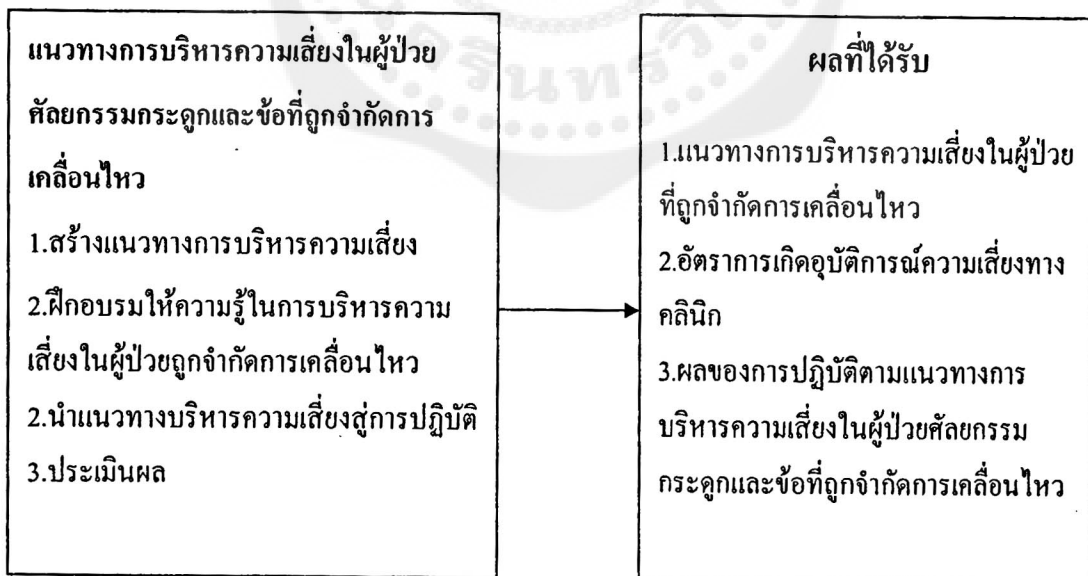 แนวทางการบริหารความเสี่ยงในผู้ป่วย
ศัลยกรรมกระดูกและข้อที่ถูกจำกัดการ
เคลื่อนไหว
1.สร้างแนวทางการบริหารความเสี่ยง
2.ฝึกอบรมให้ความรู้ในการบริหารความ
เสี่ยงในผู้ป่วยถูกจำกัดการเคลื่อนไหว
2.นำแนวทางบริหารความเสี่ยงสู่การปฏิบัติ
3.ประเมินผล
ผลที่ได้รับ
1.แนวทางการบริหารความเสี่ยงในผู้ป่วย
ที่ถูกจำกัดการเคลื่อนไหว
2.อัตราการเกิดอุบัติการณ์ความเสี่ยงทาง
คลินิก
3.ผลของการปฏิบัติตามแนวทางการ
บริหารความเสี่ยงในผู้ป่วยศัลยกรรม
กระดูกและข้อที่ถูกจำกัดการเคลื่อนไหว